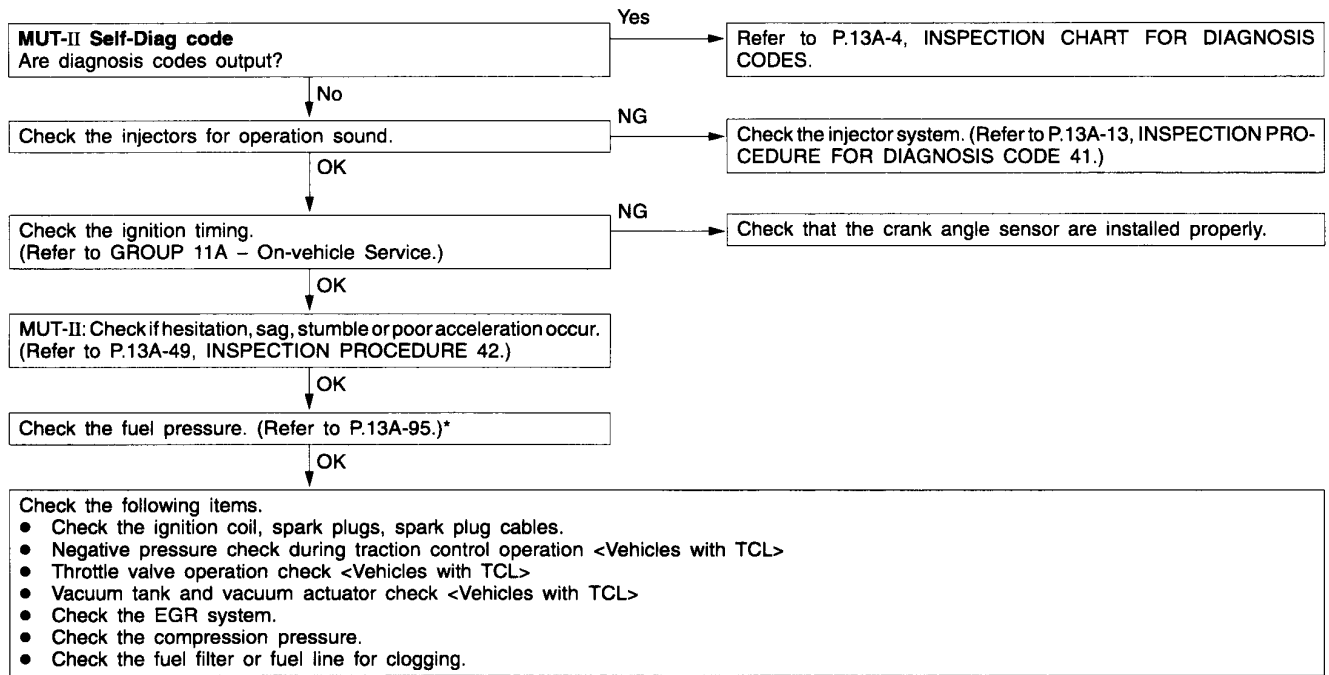 MUT-II Self-Diag code
Are diagnosis codes output?
Yes
Refer to P.13A-4, INSPECTION CHART FOR DIAGNOSIS
CODES.
No
Check the injectors for operation sound.
NG
Check the injector system. (Refer to P.13A-13, INSPECTION PRO-
CEDURE FOR DIAGNOSIS CODE 41.)
OK
Check the ignition timing.
(Refer to GROUP 11A – On-vehicle Service.)
NG
Check that the crank angle sensor are installed properly.
OK
MUT-II: Check if hesitation, sag, stumble or poor acceleration occur.
(Refer to P.13A-49, INSPECTION PROCEDURE 42.)
OK
Check the fuel pressure. (Refer to P.13A-95.)*
OK
Check the following items.
● Check the ignition coil, spark plugs, spark plug cables.
● Negative pressure check during traction control operation <Vehicles with TCL>
● Throttle valve operation check <Vehicles with TCL>
● Vacuum tank and vacuum actuator check <Vehicles with TCL>
● Check the EGR system.
● Check the compression pressure.
● Check the fuel filter or fuel line for clogging.